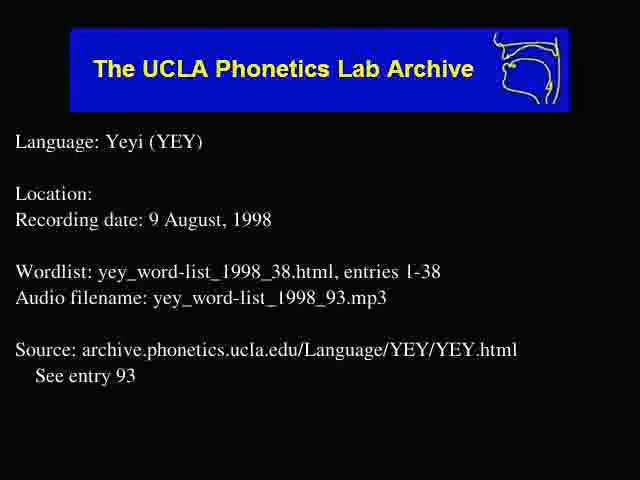 The UCLA Phonetics Lab Archive
Language: Yeyi (YEY)
Location:
Recording date: 9 August, 1998
Wordlist: yey_word-list_1998_38.html, entries 1-38
Audio filename: yey_word-list_1998_93.mp3
Source: archive.phonetics.ucla.edu/Language/YEY/YEY.html
See entry 93